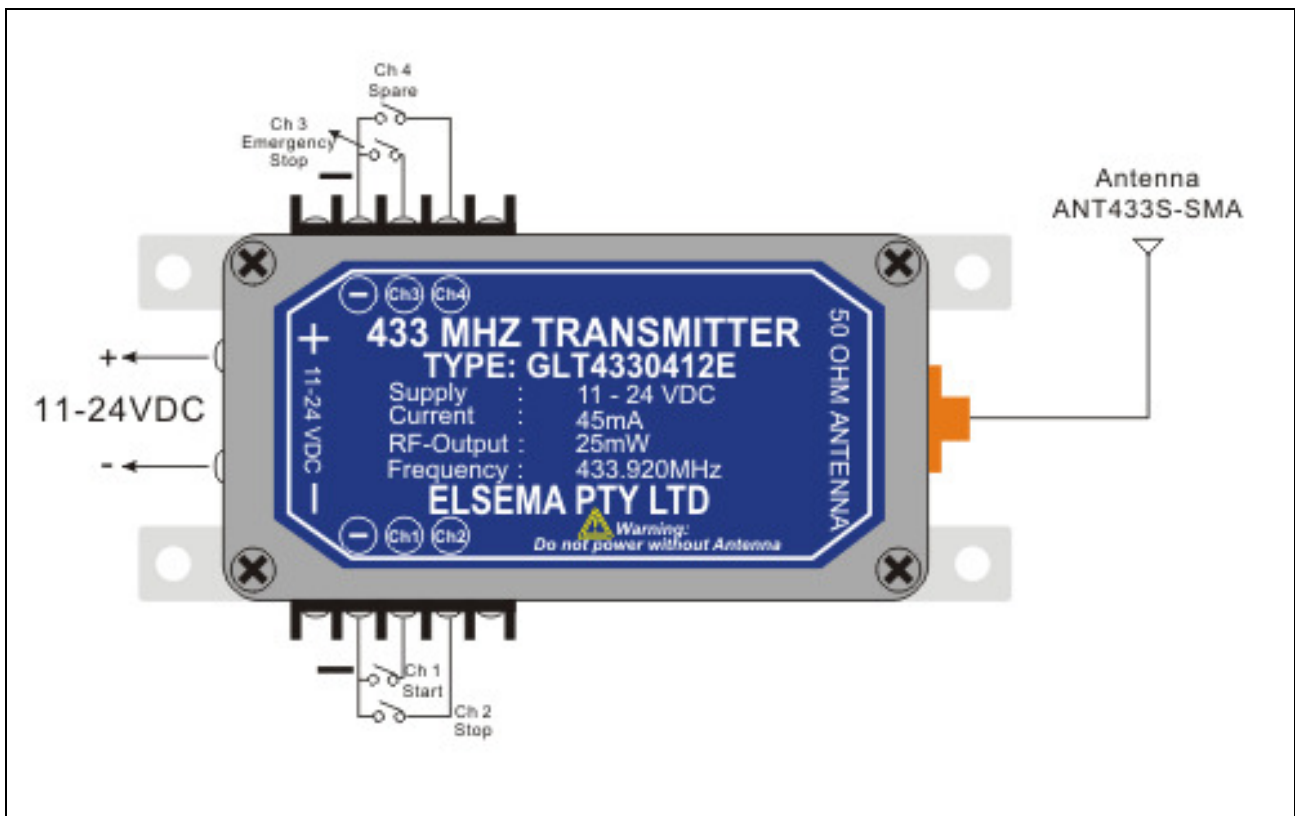 Ch 4
Spare
Ch 3
Emergency
Stop
Antenna
ANT433S-SMA
- Ch3 Ch4
433 MHZ TRANSMITTER
TYPE: GLT4330412E
Supply : 11 - 24 VDC
Current : 45mA
RF-Output : 25mW
Frequency : 433.920MHz
ELSEMA PTY LTD
Warning:
Do not power without Antenna
- Ch1 Ch2
+ 11-24 VDC -
50 OHM ANTENNA
+
11-24VDC
-
Ch 1
Start
Ch 2
Stop